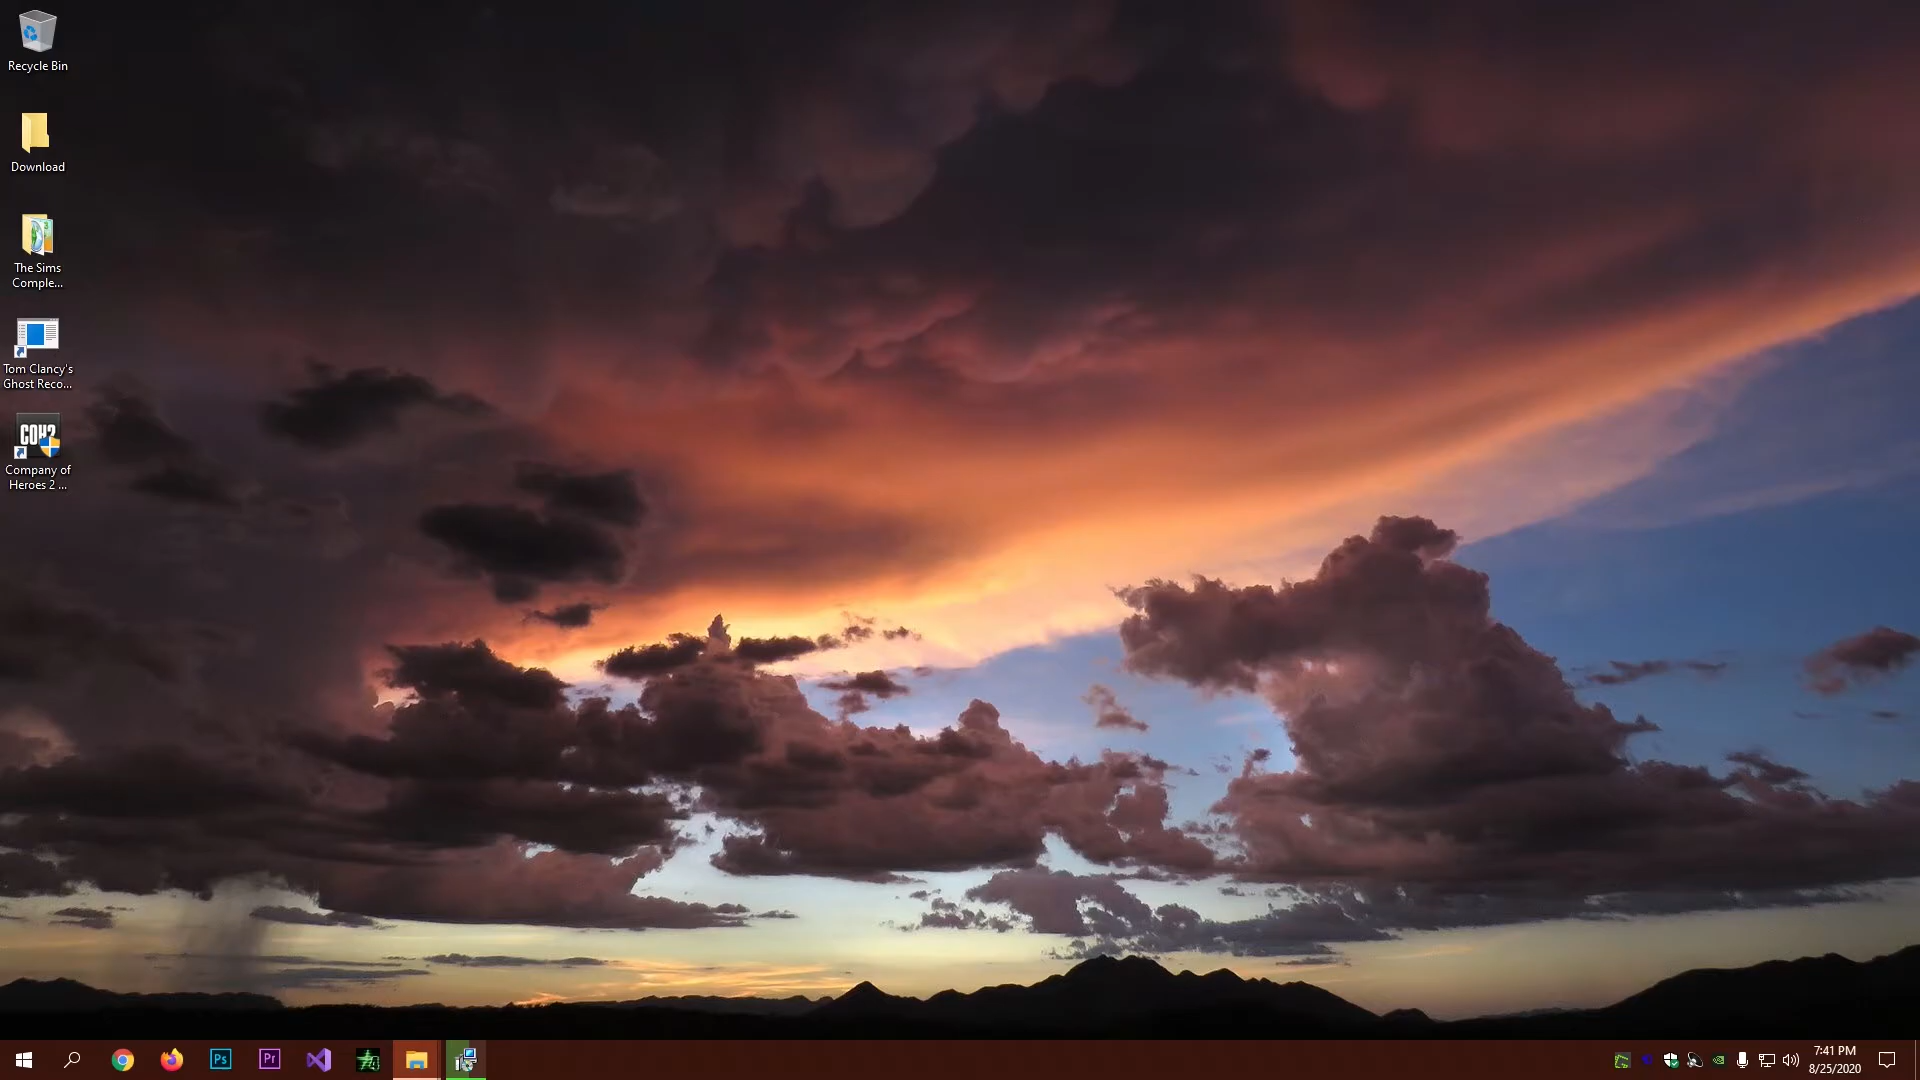 Recycle Bin
Download
The Sims
Comple...
Tom Clancy's
Ghost Reco...
COH2
Company of
Heroes 2 ...
Ps
Pr
7:41 PM
8/25/2020